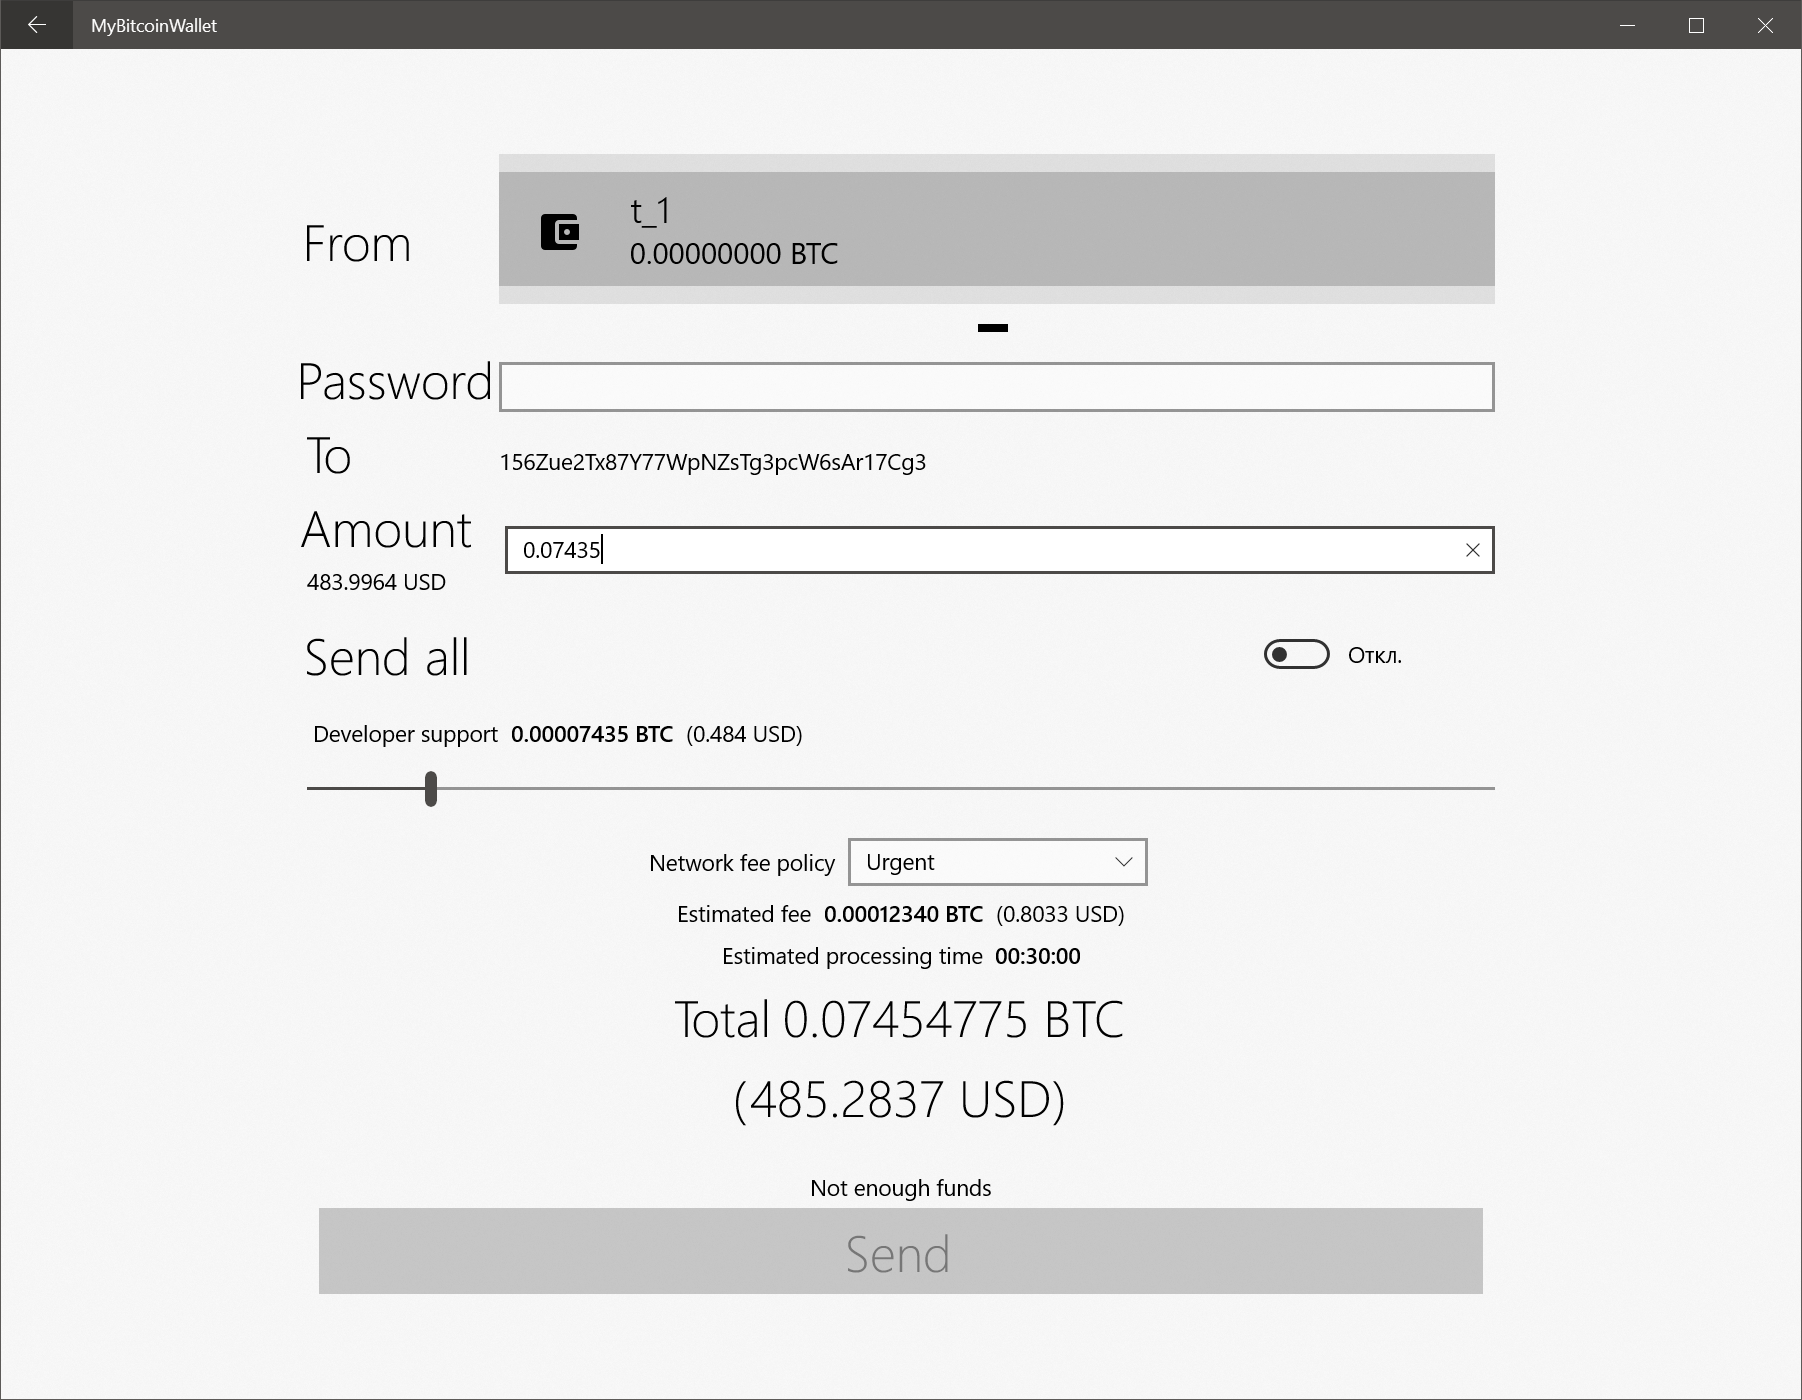 MyBitcoinWallet
t_1
From
0.00000000 BTC
Password
To 156Zue2Tx87Y77WpNZsTg3pcW6sAr17Cg3
Amount
0.07435
483.9964 USD
Send all Откл.
Developer support 0.00007435 BTC (0.484 USD)
Network fee policy Urgent
Estimated fee 0.00012340 BTC (0.8033 USD)
Estimated processing time 00:30:00
Total 0.07454775 BTC
(485.2837 USD)
Not enough funds
Send